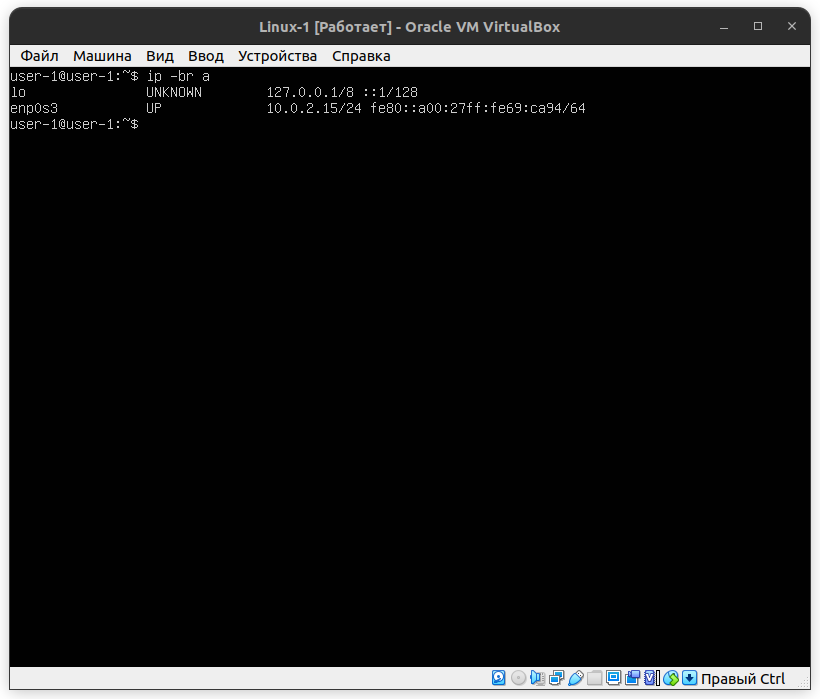 Linux-1 [Работает] - Oracle VM VirtualBox
Файл Машина Вид Ввод Устройства Справка
user-1@user-1:~$ ip -br a
lo UNKNOWN 127.0.0.1/8 ::1/128
enp0s3 UP 10.0.2.15/24 fe80::a00:27ff:fe69:ca94/64
user-1@user-1:~$
Правый Ctrl